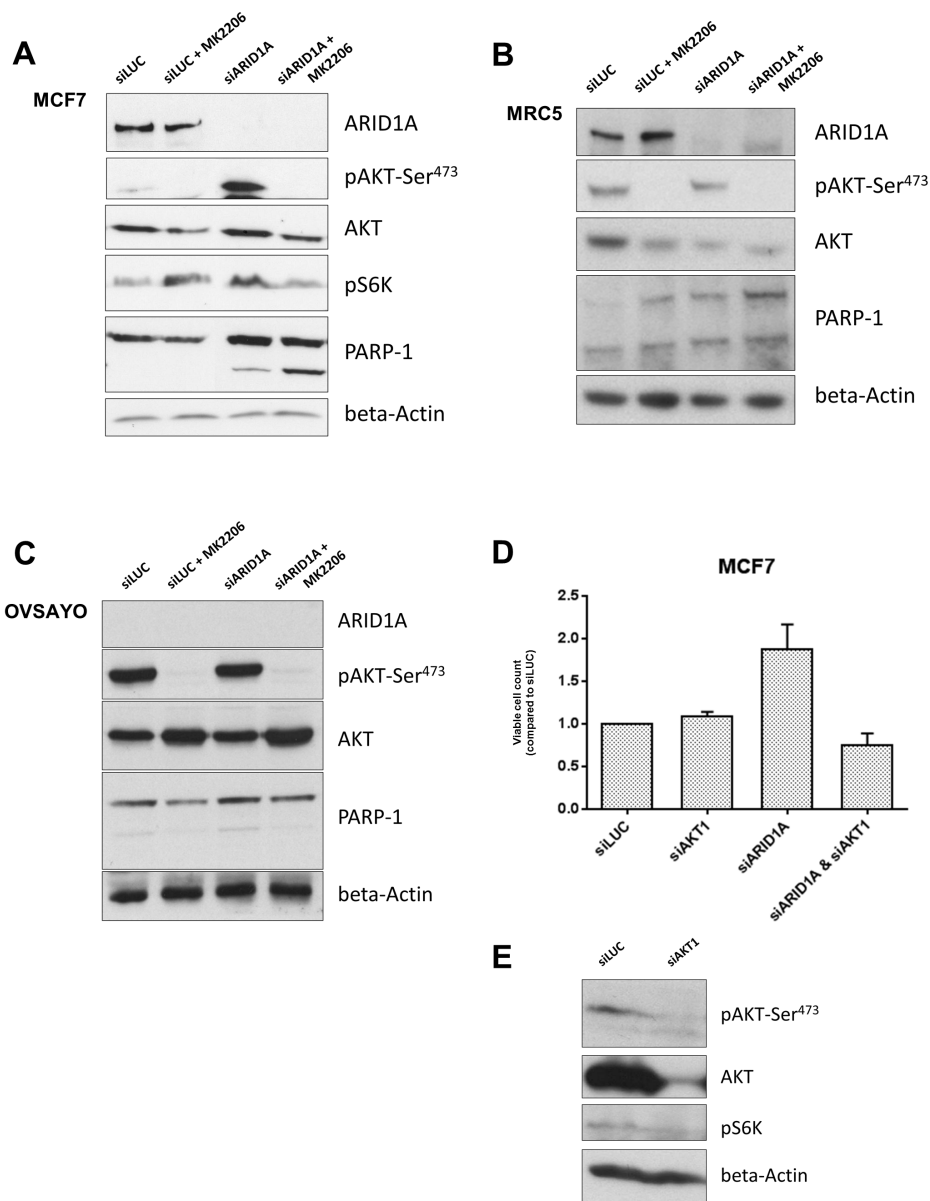 A
MCF7
siLUC
siLUC + MK2206
siARID1A
siARID1A +
MK2206
ARID1A
pAKT-Ser473
AKT
pS6K
PARP-1
beta-Actin
B
MRC5
siLUC
siLUC + MK2206
siARID1A
siARID1A +
MK2206
ARID1A
pAKT-Ser473
AKT
PARP-1
beta-Actin
C
OVSAYO
siLUC
siLUC + MK2206
siARID1A
siARID1A +
MK2206
ARID1A
pAKT-Ser473
AKT
PARP-1
beta-Actin
D
MCF7
Viable cell count
(compared to siLUC)
2.5
2.0
1.5
1.0
0.5
0.0
siLUC
siAKT1
siARID1A
siARID1A & siAKT1
E
siLUC
siAKT1
pAKT-Ser473
AKT
pS6K
beta-Actin